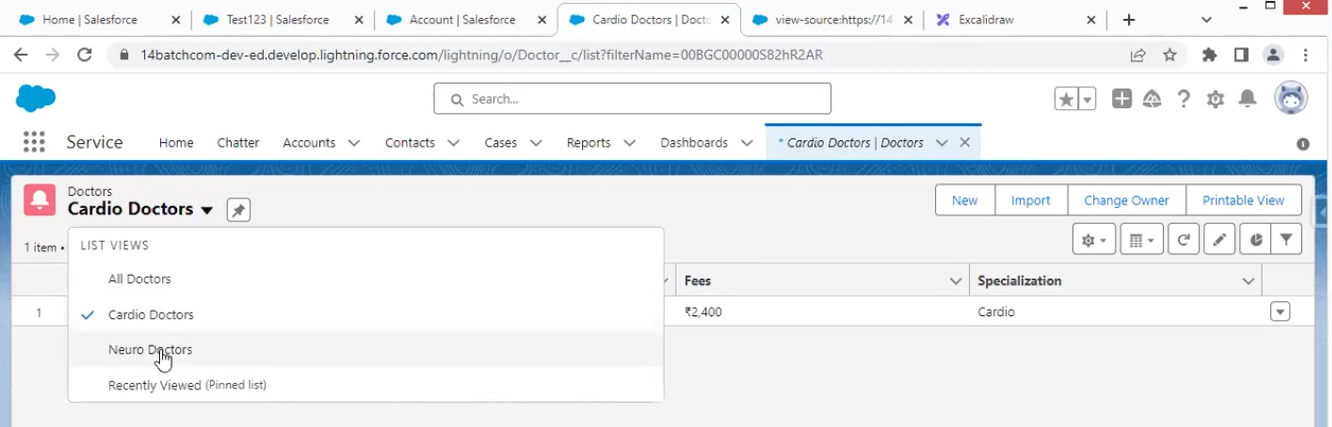 Home | Salesforce
Test123 | Salesforce
Account | Salesforce
Cardio Doctors | Docto
view-source:https://14
Excalidraw
14batchcom-dev-ed.develop.lightning.force.com/lightning/o/Doctor__c/list?filterName=00BGC00000S82hR2AR
Search...
Service
Home
Chatter
Accounts
Contacts
Cases
Reports
Dashboards
* Cardio Doctors | Doctors
Doctors
Cardio Doctors
New
Import
Change Owner
Printable View
1 item •
LIST VIEWS
All Doctors
Cardio Doctors
Neuro Doctors
Recently Viewed (Pinned list)
Fees
Specialization
1
₹2,400
Cardio